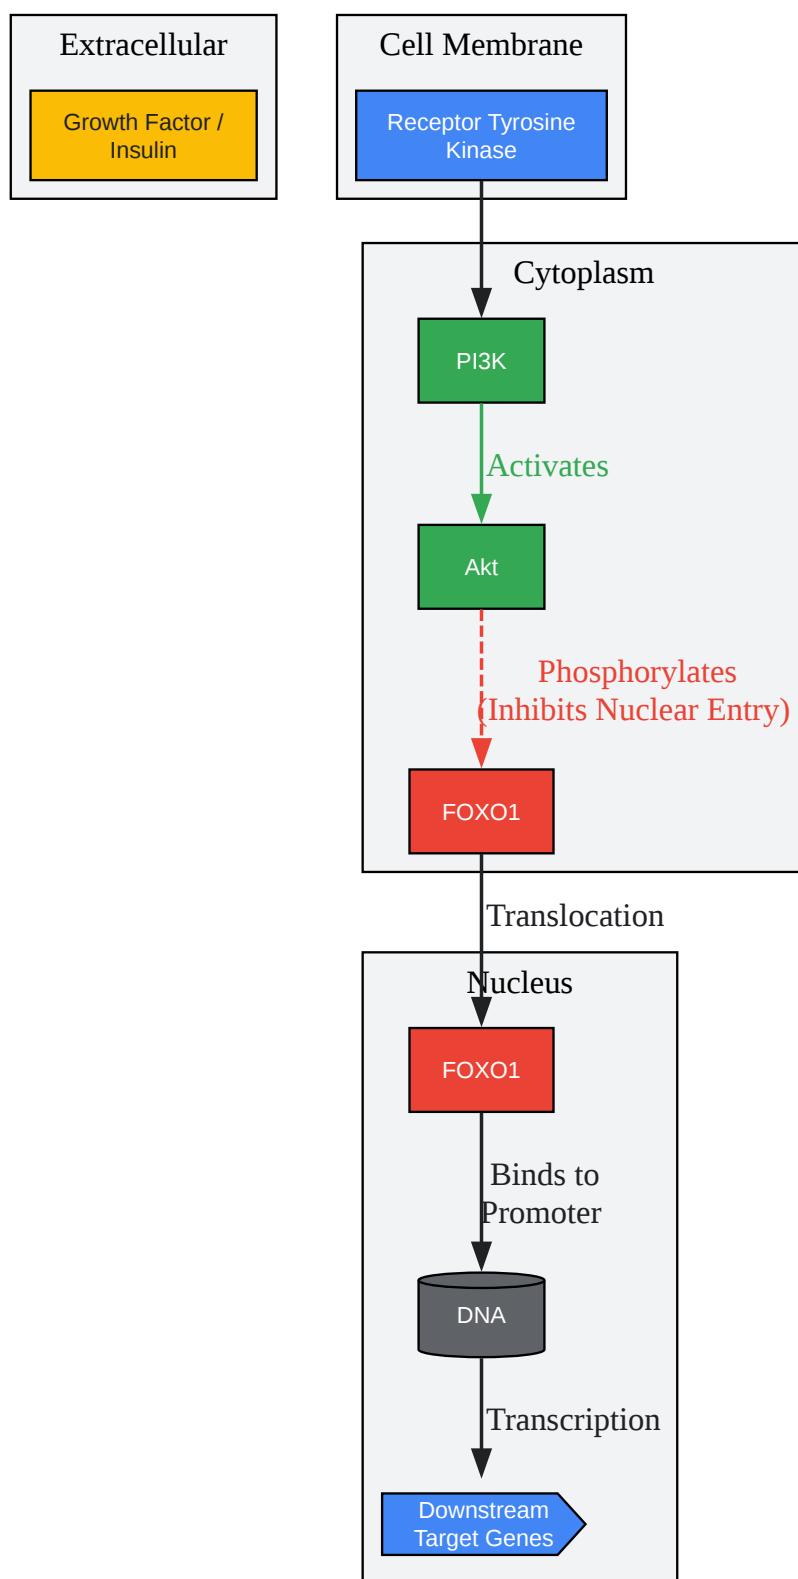 Extracellular
Growth Factor /
Insulin
Cell Membrane
Receptor Tyrosine
Kinase
Cytoplasm
PI3K
Activates
Akt
Phosphorylates
(Inhibits Nuclear Entry)
FOXO1
Translocation
Nucleus
FOXO1
Binds to
Promoter
DNA
Transcription
Downstream
Target Genes